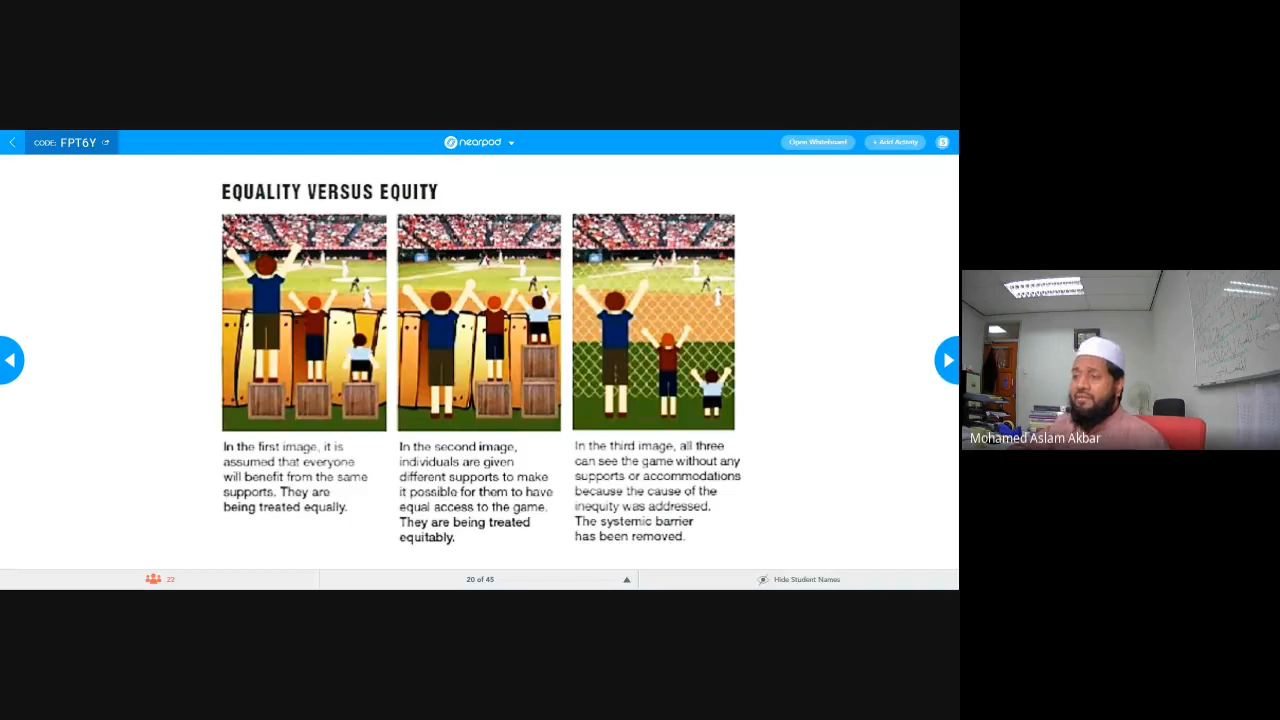 CODE: FPT6Y
nearpod
Open Whiteboard
+ Add Activity
S
EQUALITY VERSUS EQUITY
In the first image, it is
assumed that everyone
will benefit from the same
supports. They are
being treated equally.
In the second image,
individuals are given
different supports to make
it possible for them to have
equal access to the game.
They are being treated
equitably.
In the third image, all three
can see the game without any
supports or accommodations
because the cause of the
inequity was addressed.
The systemic barrier
has been removed.
Mohamed Aslam Akbar
22
20 of 45
Hide Student Names